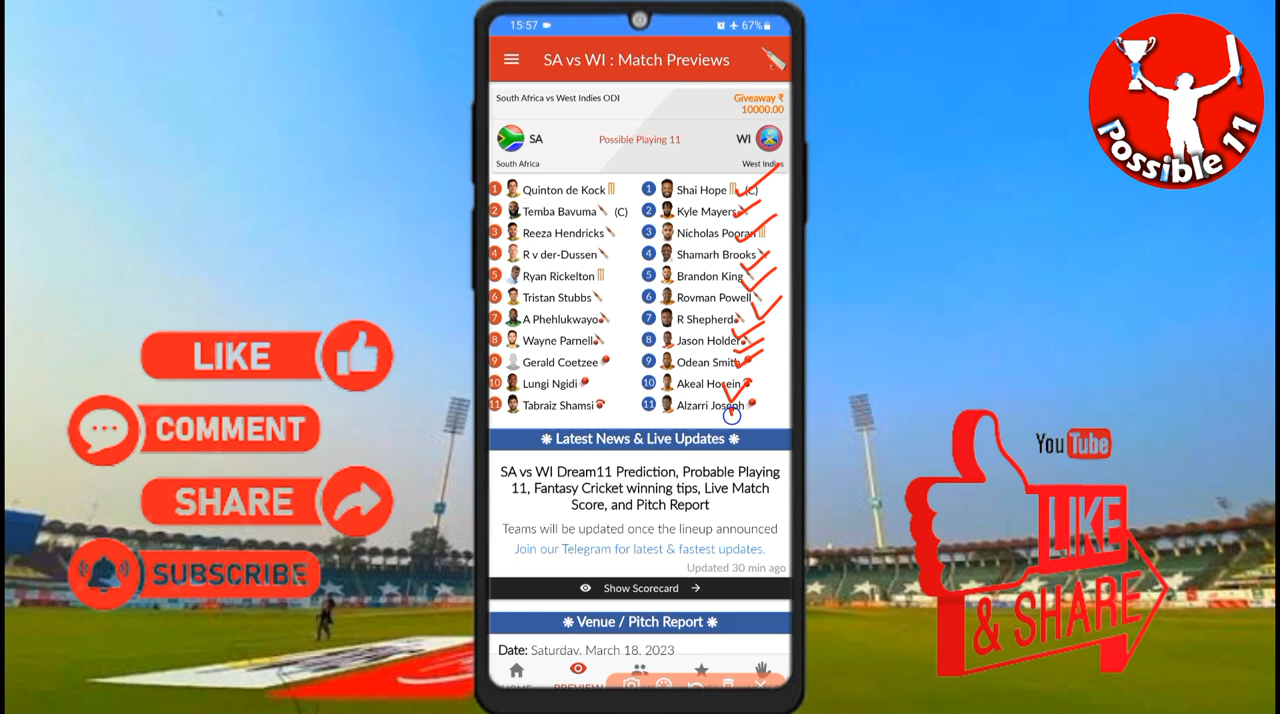 15:57
67%
SA vs WI : Match Previews
South Africa vs West Indies ODI
Giveaway ₹
10000.00
SA
Possible Playing 11
WI
South Africa
West Indies
1 Quinton de Kock
1 Shai Hope (C)
2 Temba Bavuma (C)
2 Kyle Mayers
3 Reeza Hendricks
3 Nicholas Pooran
4 R v der-Dussen
4 Shamarh Brooks
5 Ryan Rickelton
5 Brandon King
6 Tristan Stubbs
6 Rovman Powell
7 A Phehlukwayo
7 R Shepherd
8 Wayne Parnell
8 Jason Holder
9 Gerald Coetzee
9 Odean Smith
10 Lungi Ngidi
10 Akeal Hosein
11 Tabraiz Shamsi
11 Alzarri Joseph
Latest News & Live Updates
SA vs WI Dream11 Prediction, Probable Playing
11, Fantasy Cricket winning tips, Live Match
Score, and Pitch Report
Teams will be updated once the lineup announced
Join our Telegram for latest & fastest updates.
Updated 30 min ago
Show Scorecard
Venue / Pitch Report
Date: Saturday, March 18, 2023
HOME
PREVIEW
LIKE
COMMENT
SHARE
SUBSCRIBE
Possible 11
YouTube
LIKE
& SHARE